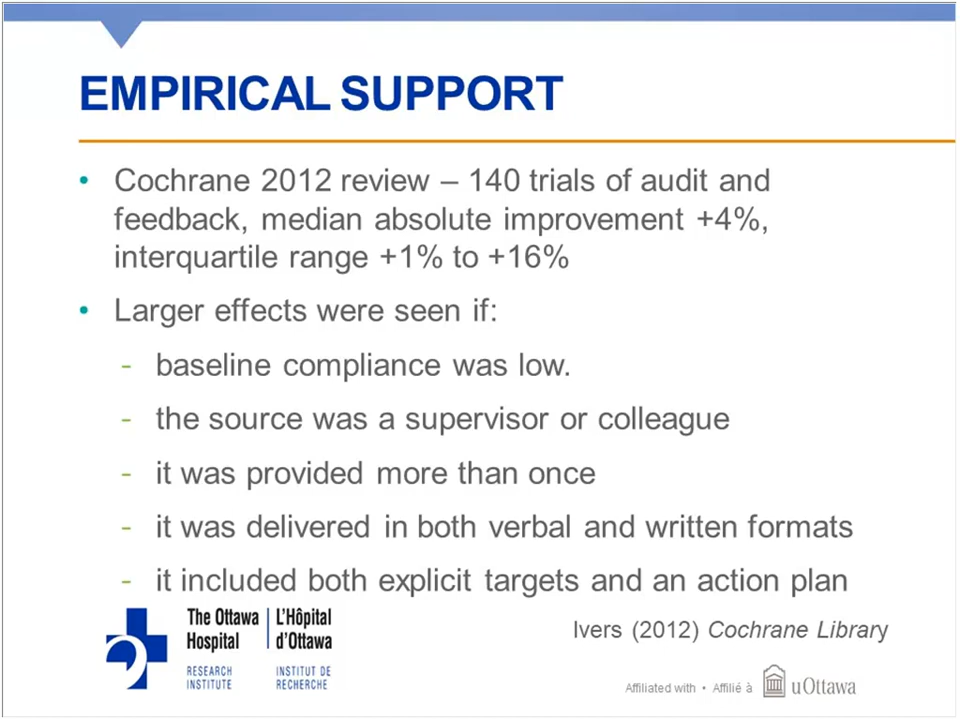 EMPIRICAL SUPPORT
• Cochrane 2012 review – 140 trials of audit and
feedback, median absolute improvement +4%,
interquartile range +1% to +16%
• Larger effects were seen if:
- baseline compliance was low.
- the source was a supervisor or colleague
- it was provided more than once
- it was delivered in both verbal and written formats
- it included both explicit targets and an action plan
Ivers (2012) Cochrane Library
The Ottawa
Hospital
RESEARCH
INSTITUTE
L'Hôpital
d'Ottawa
INSTITUT DE
RECHERCHE
Affiliated with • Affilié à
uOttawa